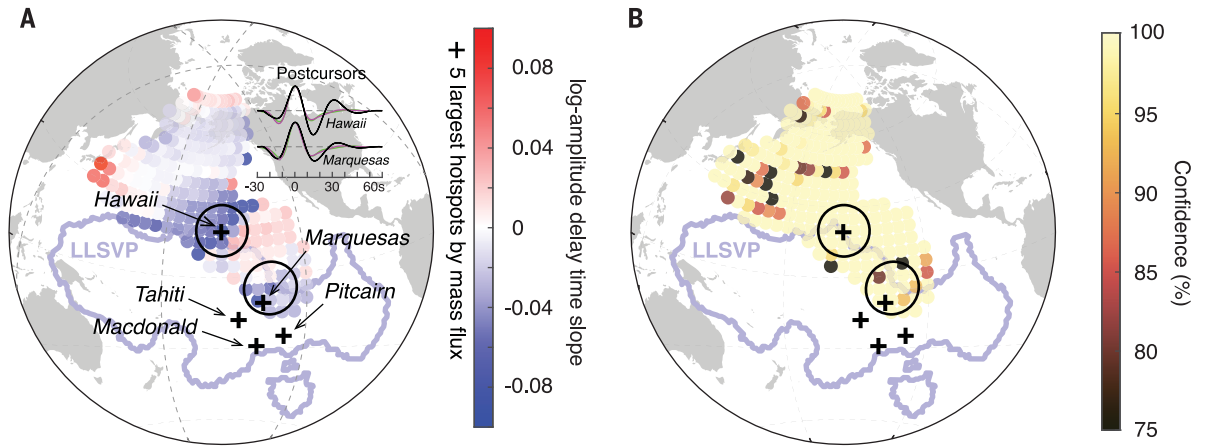 A
Postcursors
Hawaii
Marquesas
-30 0 30 60s
Hawaii
LLSVP
Marquesas
Tahiti
Pitcairn
Macdonald
+ 5 largest hotspots by mass flux
0.08
0.04
0
-0.04
-0.08
log-amplitude delay time slope
B
LLSVP
100
95
90
85
80
75
Confidence (%)